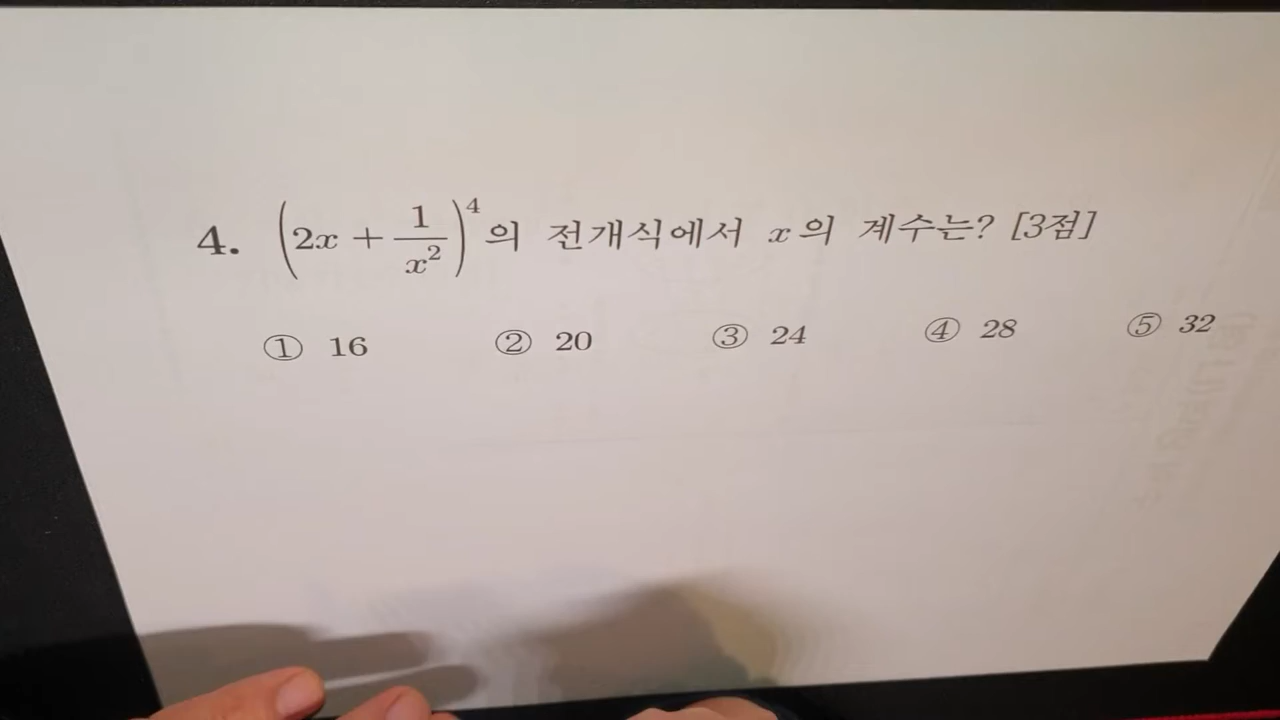 4. (2x + 1/x²)⁴의 전개식에서 x의 계수는? [3점]
① 16 ② 20 ③ 24 ④ 28 ⑤ 32